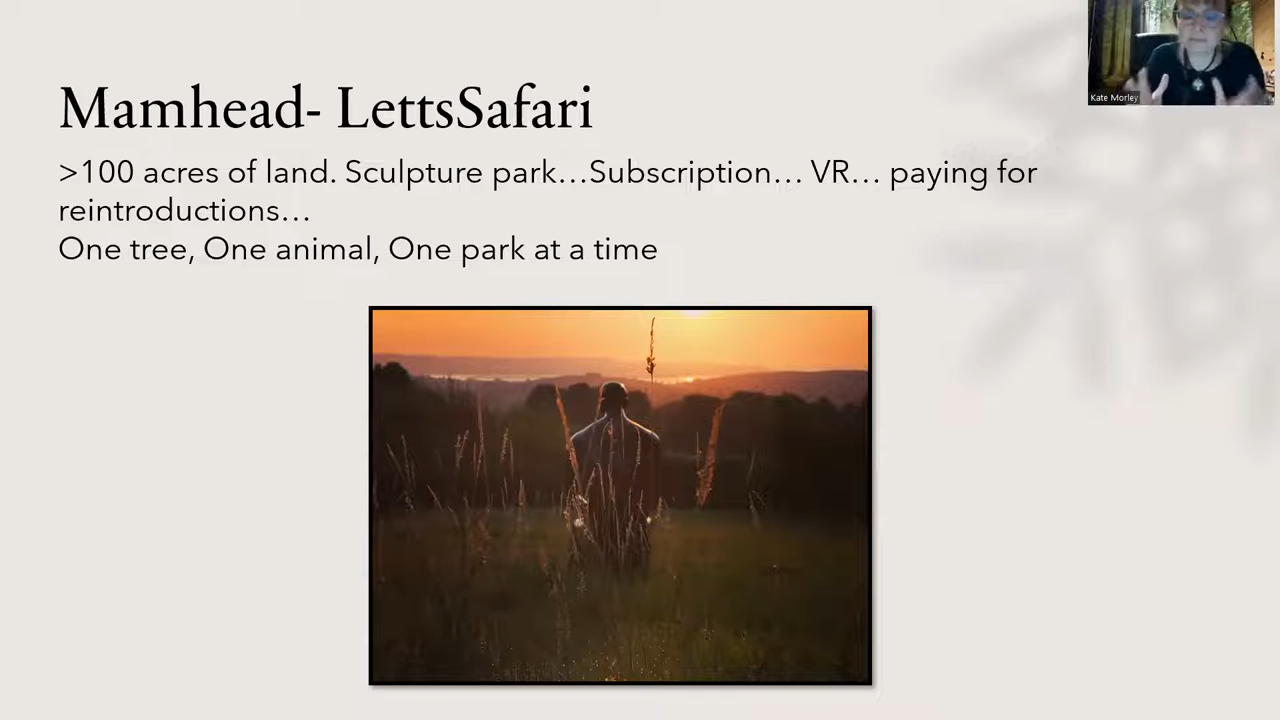 Mamhead- LettsSafari
>100 acres of land. Sculpture park…Subscription… VR… paying for
reintroductions…
One tree, One animal, One park at a time
Kate Morley